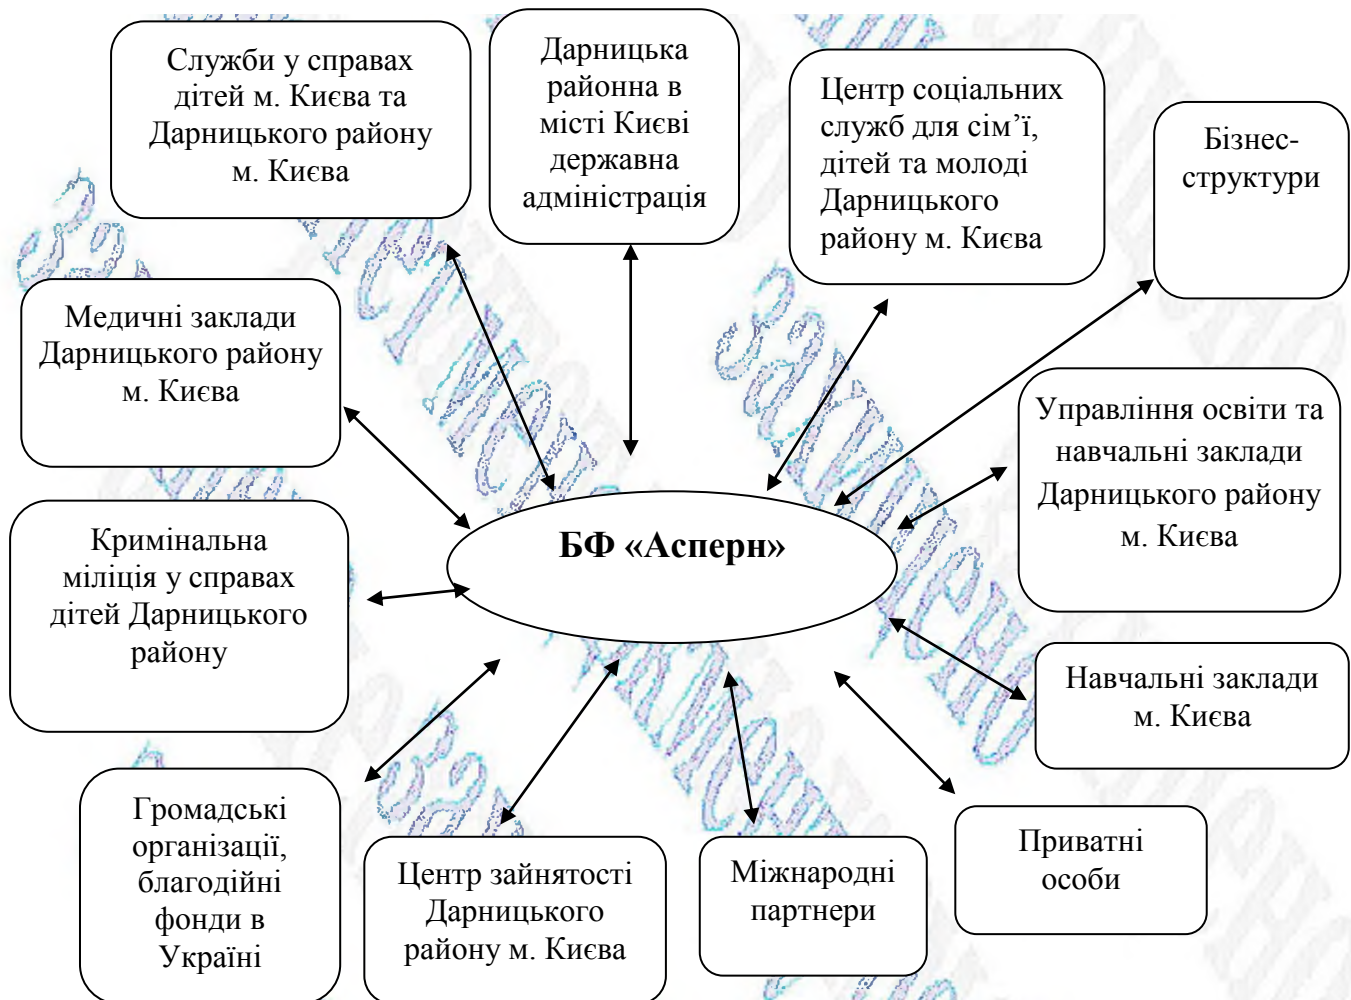 Служби у справах
дітей м. Києва та
Дарницького району
м. Києва
Дарницька
районна в
місті Києві
державна
адміністрація
Центр соціальних
служб для сім’ї,
дітей та молоді
Дарницького
району м. Києва
Бізнес-
структури
Медичні заклади
Дарницького району
м. Києва
Управління освіти та
навчальні заклади
Дарницького району
м. Києва
Кримінальна
міліція у справах
дітей Дарницького
району
БФ «Асперн»
Навчальні заклади
м. Києва
Громадські
організації,
благодійні
фонди в
Україні
Центр зайнятості
Дарницького
району м. Києва
Міжнародні
партнери
Приватні
особи